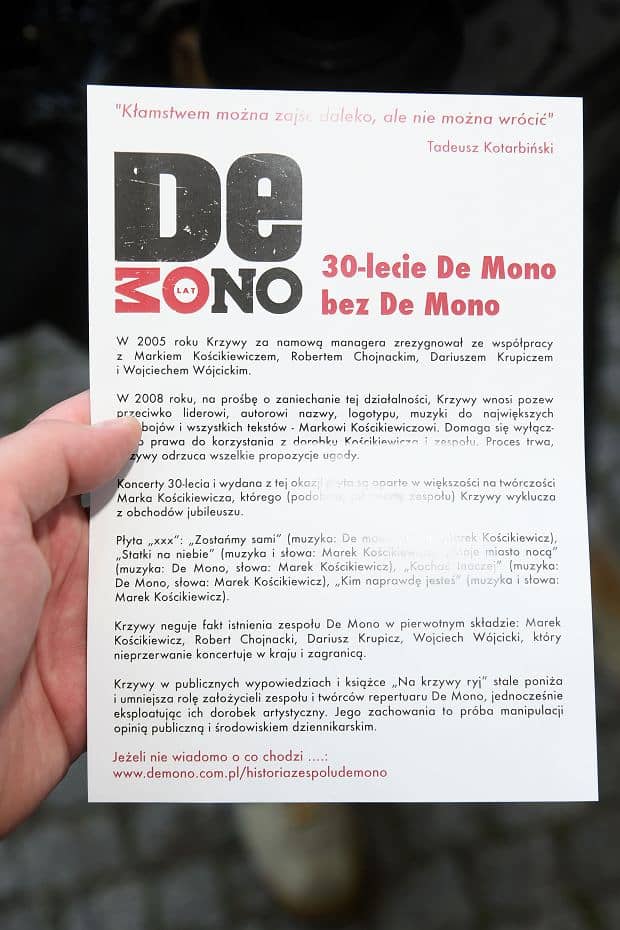 "Kłamstwem można zajść daleko, ale nie można wrócić"
Tadeusz Kotarbiński
De
MONO
LAT
30-lecie De Mono
bez De Mono
W 2005 roku Krzywy za namową managera zrezygnował ze współpracy
z Markiem Kościkiewiczem, Robertem Chojnackim, Dariuszem Krupiczem
i Wojciechem Wójcickim.
W 2008 roku, na prośbę o zaniechanie tej działalności, Krzywy wnosi pozew
przeciwko liderowi, autorowi nazwy, logotypu, muzyki do największych
bojów i wszystkich tekstów - Markowi Kościkiewiczowi. Domaga się wyłącz-
o prawa do korzystania z dorobku Kościkiewicza i zespołu. Proces trwa,
zywy odrzuca wszelkie propozycje ugody.
Koncerty 30-lecia i wydana z tej okazji płyta są oparte w większości na twórczości
Marka Kościkiewicza, którego Krzywy wyklucza
z obchodów jubileuszu.
Płyta „xxx": „Zostańmy sami" (muzyka: De Marek Kościkiewicz),
„Statki na niebie" (muzyka i słowa: Marek Kościkiewicz), „Moje miasto nocą"
(muzyka: De Mono, słowa: Marek Kościkiewicz), „Kochać inaczej" (muzyka:
De Mono, słowa: Marek Kościkiewicz), „Kim naprawdę jesteś" (muzyka i słowa:
Marek Kościkiewicz).
Krzywy neguje fakt istnienia zespołu De Mono w pierwotnym składzie: Marek
Kościkiewicz, Robert Chojnacki, Dariusz Krupicz, Wojciech Wójcicki, który
nieprzerwanie koncertuje w kraju i zagranicą.
Krzywy w publicznych wypowiedziach i książce „Na krzywy ryj" stale poniża
i umniejsza rolę założycieli zespołu i twórców repertuaru De Mono, jednocześnie
eksploatując ich dorobek artystyczny. Jego zachowania to próba manipulacji
opinią publiczną i środowiskiem dziennikarskim.
Jeżeli nie wiadomo o co chodzi ....:
www.demono.com.pl/historiazespoludemono